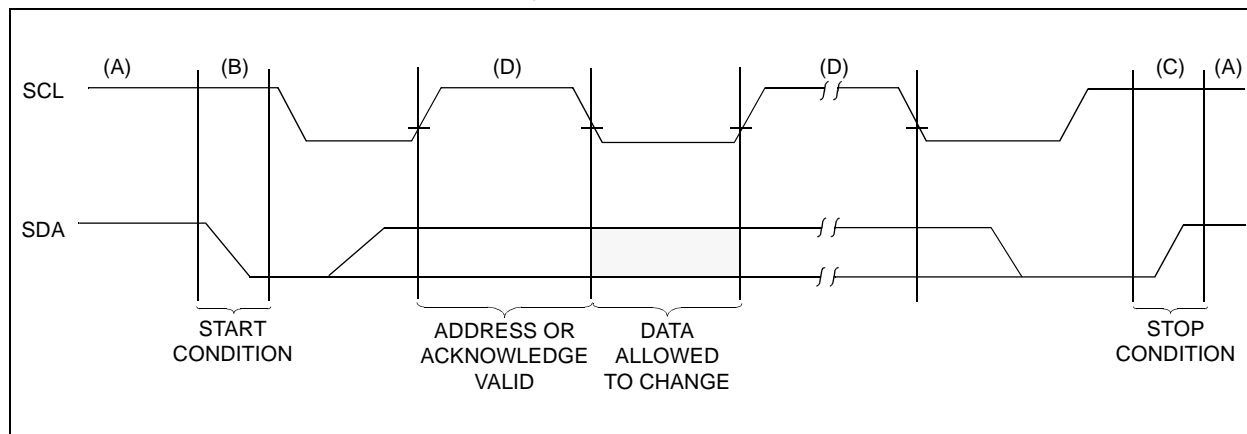 (A) (B) (D) (D) (C) (A)
SCL
SDA
START
CONDITION
ADDRESS OR
ACKNOWLEDGE
VALID
DATA
ALLOWED
TO CHANGE
STOP
CONDITION